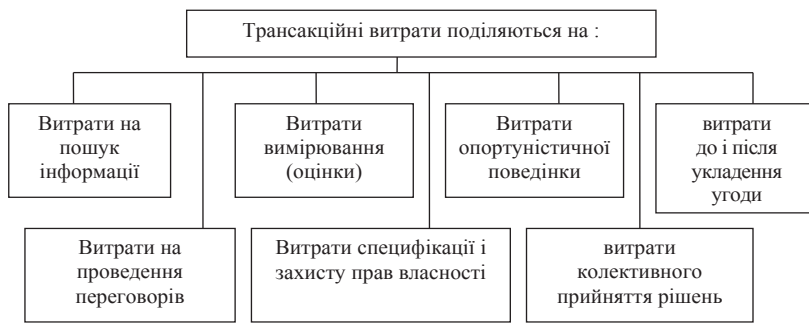 Трансакційні витрати поділяються на :
Витрати на
пошук
інформації
Витрати
вимірювання
(оцінки)
Витрати
опортуністичної
поведінки
витрати
до і після
укладення
угоди
Витрати на
проведення
переговорів
Витрати специфікації і
захисту прав власності
витрати
колективного
прийняття рішень